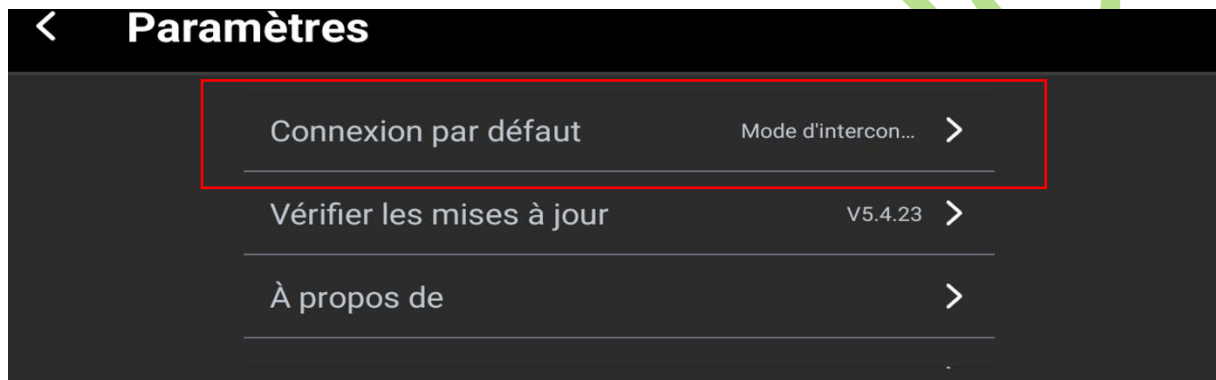 Paramètres
Connexion par défaut Mode d'intercon...
Vérifier les mises à jour V5.4.23
À propos de